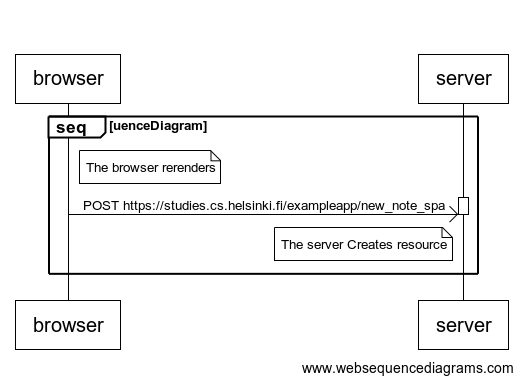 browser server
seq [uenceDiagram]
The browser rerenders
POST https://studies.cs.helsinki.fi/exampleapp/new_note_spa
The server Creates resource
browser server
www.websequencediagrams.com